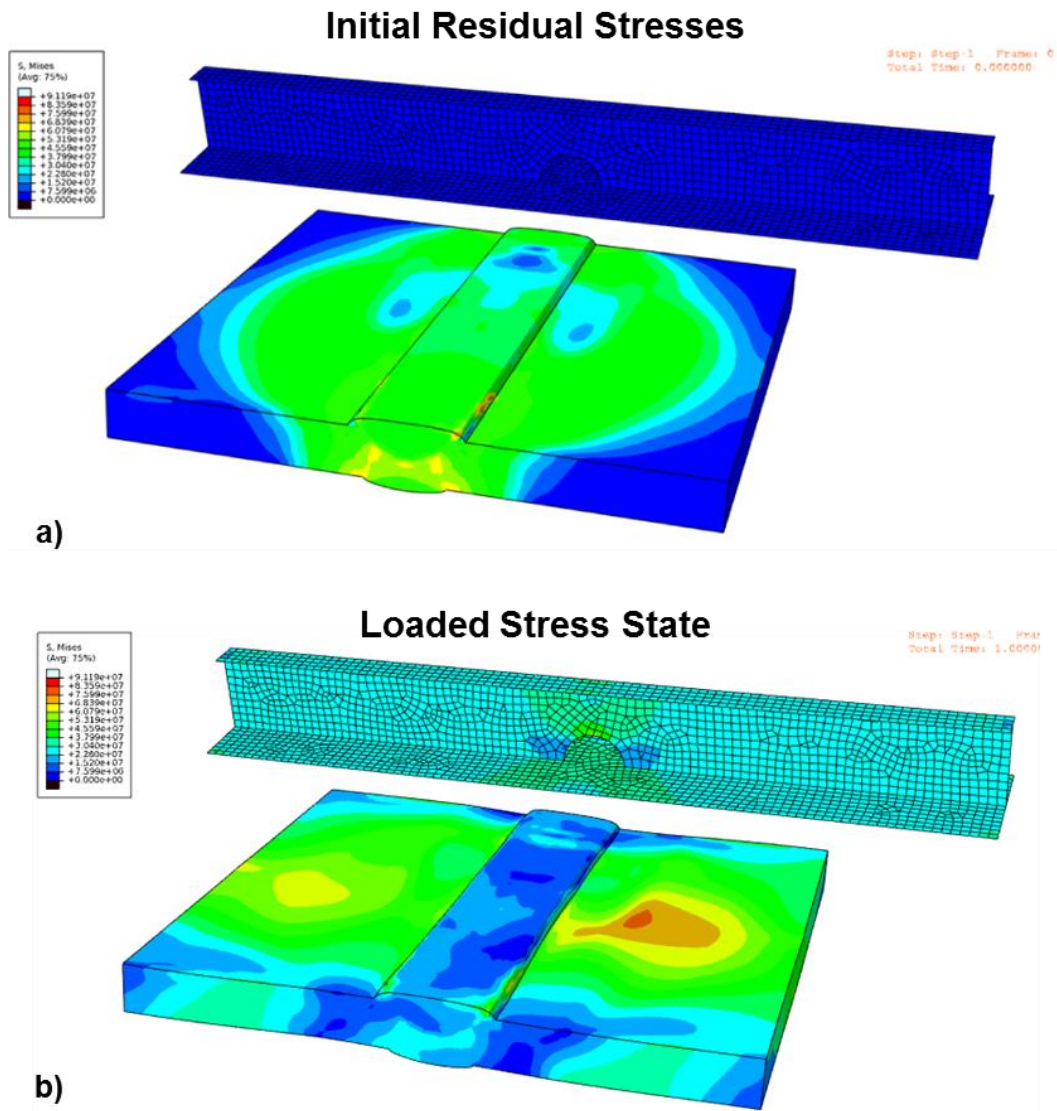 Initial Residual Stresses
Step: Step-1 Frame: 0
Total Time: 0.000000
S, Mises
(Avg: 75%)
+9.119e+07
+8.359e+07
+7.599e+07
+6.839e+07
+6.079e+07
+5.319e+07
+4.559e+07
+3.799e+07
+3.040e+07
+2.280e+07
+1.520e+07
+7.599e+06
+0.000e+00
a)
Loaded Stress State
Step: Step-1
Total Time: 1.0000
S, Mises
(Avg: 75%)
+9.119e+07
+8.359e+07
+7.599e+07
+6.839e+07
+6.079e+07
+5.319e+07
+4.559e+07
+3.799e+07
+3.040e+07
+2.280e+07
+1.520e+07
+7.599e+06
+0.000e+00
b)